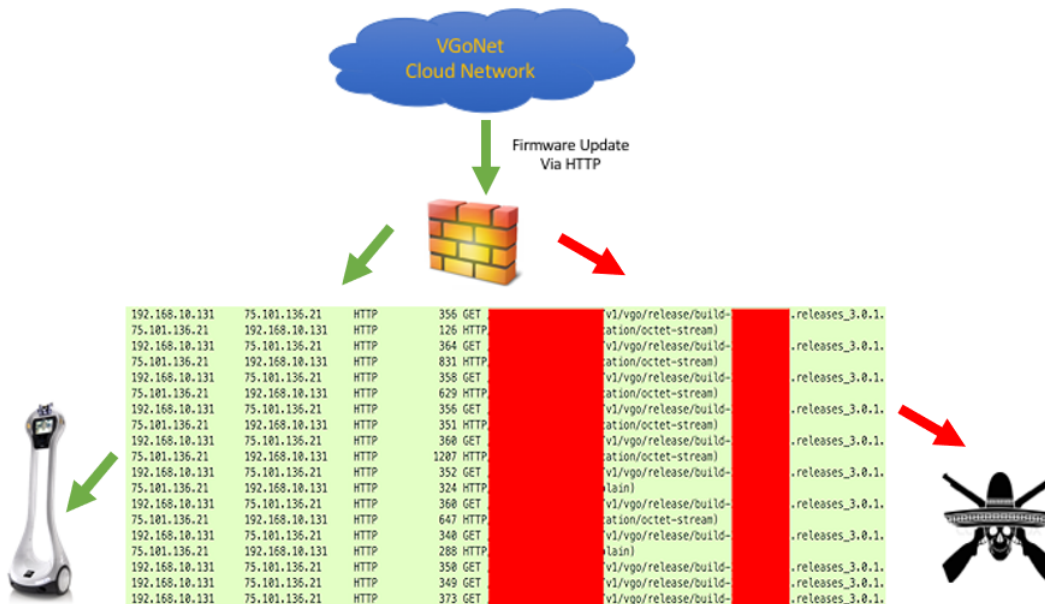 VGoNet
Cloud Network
Firmware Update
Via HTTP
192.168.10.131 75.101.136.21 HTTP 356 GET / v1/vgo/release/build- .releases_3.0.1.
75.101.136.21 192.168.10.131 HTTP 126 HTTP/ cation/octet-stream)
192.168.10.131 75.101.136.21 HTTP 364 GET / v1/vgo/release/build- .releases_3.0.1.
75.101.136.21 192.168.10.131 HTTP 831 HTTP/ cation/octet-stream)
192.168.10.131 75.101.136.21 HTTP 358 GET / v1/vgo/release/build- .releases_3.0.1.
75.101.136.21 192.168.10.131 HTTP 629 HTTP/ cation/octet-stream)
192.168.10.131 75.101.136.21 HTTP 356 GET / v1/vgo/release/build- .releases_3.0.1.
75.101.136.21 192.168.10.131 HTTP 351 HTTP/ cation/octet-stream)
192.168.10.131 75.101.136.21 HTTP 360 GET / v1/vgo/release/build- .releases_3.0.1.
75.101.136.21 192.168.10.131 HTTP 1207 HTTP/ cation/octet-stream)
192.168.10.131 75.101.136.21 HTTP 352 GET / v1/vgo/release/build- .releases_3.0.1.
75.101.136.21 192.168.10.131 HTTP 324 HTTP/ plain)
192.168.10.131 75.101.136.21 HTTP 360 GET / v1/vgo/release/build- .releases_3.0.1.
75.101.136.21 192.168.10.131 HTTP 647 HTTP/ cation/octet-stream)
192.168.10.131 75.101.136.21 HTTP 340 GET / v1/vgo/release/build- .releases_3.0.1.
75.101.136.21 192.168.10.131 HTTP 288 HTTP/ plain)
192.168.10.131 75.101.136.21 HTTP 350 GET / v1/vgo/release/build- .releases_3.0.1.
192.168.10.131 75.101.136.21 HTTP 349 GET / v1/vgo/release/build- .releases_3.0.1.
192.168.10.131 75.101.136.21 HTTP 373 GET / v1/vgo/release/build- .releases_3.0.1.